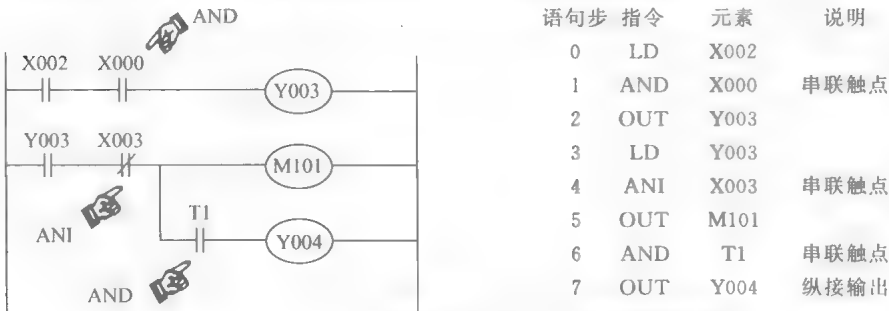 AND
X002 X000
Y003
Y003 X003
M101
ANI
T1
Y004
AND
语句步 指令 元素 说明
0 LD X002
1 AND X000 串联触点
2 OUT Y003
3 LD Y003
4 ANI X003 串联触点
5 OUT M101
6 AND T1 串联触点
7 OUT Y004 纵接输出